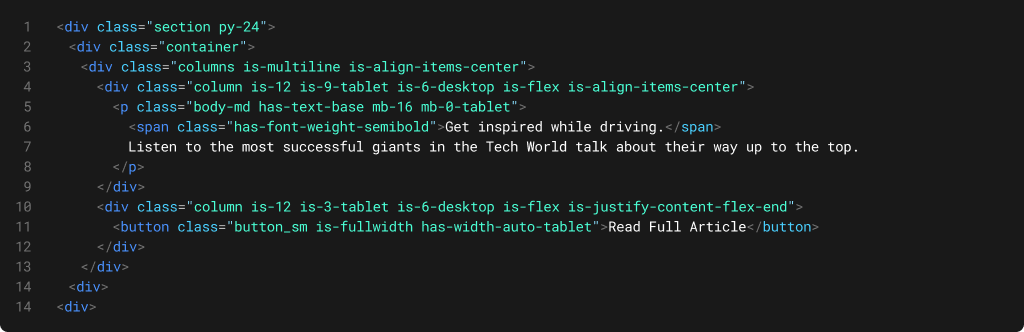 1 <div class="section py-24">
2 <div class="container">
3 <div class="columns is-multiline is-align-items-center">
4 <div class="column is-12 is-9-tablet is-6-desktop is-flex is-align-items-center">
5 <p class="body-md has-text-base mb-16 mb-0-tablet">
6 <span class="has-font-weight-semibold">Get inspired while driving.</span>
7 Listen to the most successful giants in the Tech World talk about their way up to the top.
8 </p>
9 </div>
10 <div class="column is-12 is-3-tablet is-6-desktop is-flex is-justify-content-flex-end">
11 <button class="button_sm is-fullwidth has-width-auto-tablet">Read Full Article</button>
12 </div>
13 </div>
14 <div>
14 <div>